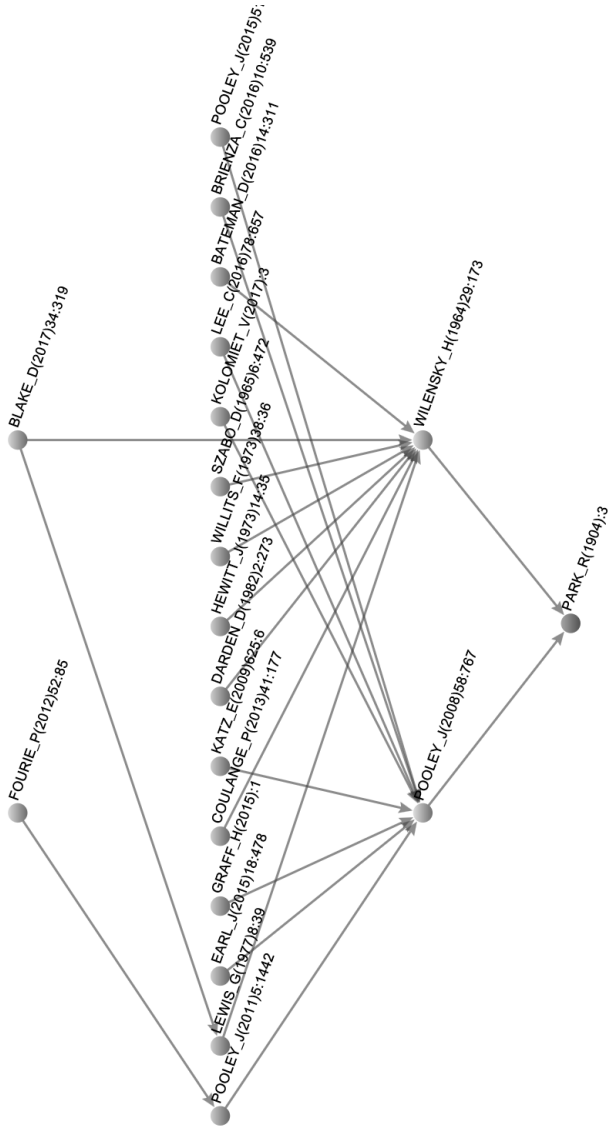 POOLEY_J(2015)5:
BRIENZA_C(2016)10:539
BATEMAN_D(2016)14:311
LEE_C(2016)78:657
KOLOMIET_V(2017):3
SZABO_D(1965)6:472
WILLITS_F(1973)38:36
HEWITT_J(1973)14:35
DARDEN_D(1982)2:273
KATZ_E(2009)625:6
COULANGE_P(2013)41:177
GRAFF_H(2015):1
EARL_J(2015)18:478
LEWIS_G(1977)8:39
POOLEY_J(2011)5:1442
BLAKE_D(2017)34:319
FOURIE_P(2012)52:85
WILENSKY_H(1964)29:173
POOLEY_J(2008)58:767
PARK_R(1904):3